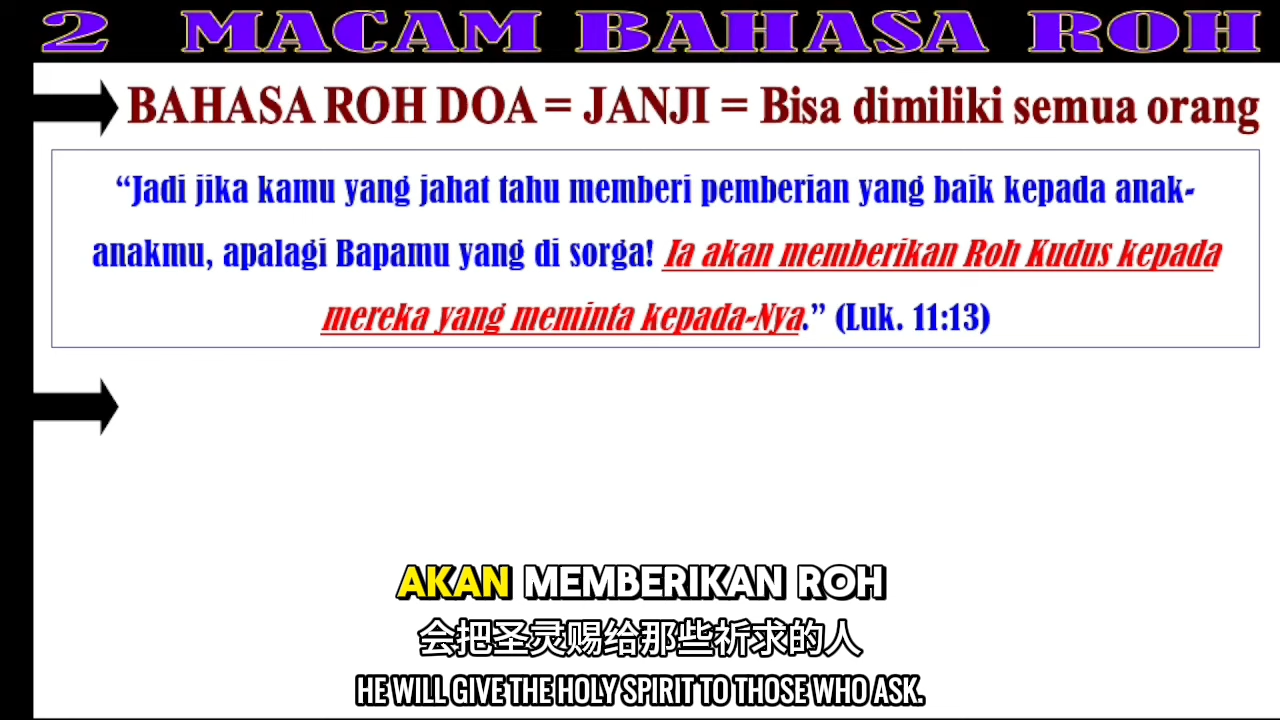 2 MACAM BAHASA ROH
BAHASA ROH DOA = JANJI = Bisa dimiliki semua orang
“Jadi jika kamu yang jahat tahu memberi pemberian yang baik kepada anak-
anakmu, apalagi Bapamu yang di sorga! Ia akan memberikan Roh Kudus kepada
mereka yang meminta kepada-Nya.” (Luk. 11:13)
AKAN MEMBERIKAN ROH
会把圣灵赐给那些祈求的人
HE WILL GIVE THE HOLY SPIRIT TO THOSE WHO ASK.